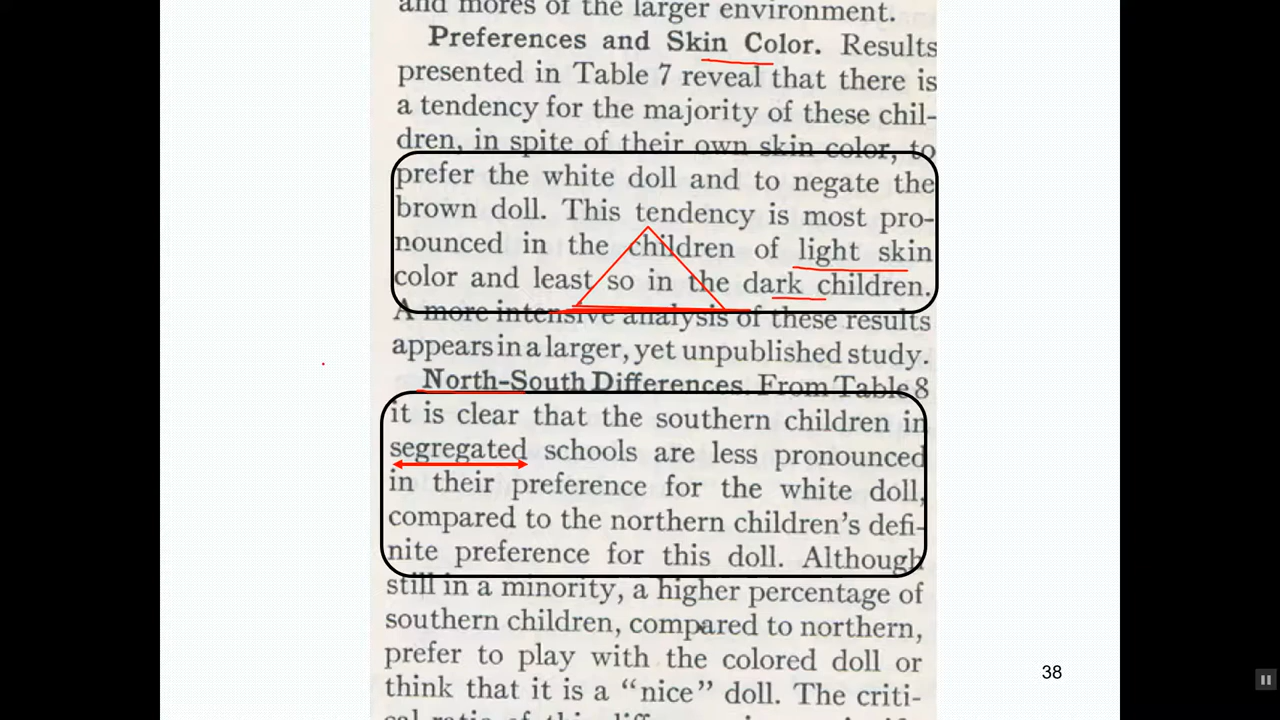 and mores of the larger environment.
Preferences and Skin Color. Results
presented in Table 7 reveal that there is
a tendency for the majority of these chil-
dren, in spite of their own skin color, to
prefer the white doll and to negate the
brown doll. This tendency is most pro-
nounced in the children of light skin
color and least so in the dark children.
A more intensive analysis of these results
appears in a larger, yet unpublished study.
North-South Differences. From Table 8
it is clear that the southern children in
segregated schools are less pronounced
in their preference for the white doll,
compared to the northern children's defi-
nite preference for this doll. Although
still in a minority, a higher percentage of
southern children, compared to northern,
prefer to play with the colored doll or
think that it is a “nice” doll. The criti-
38